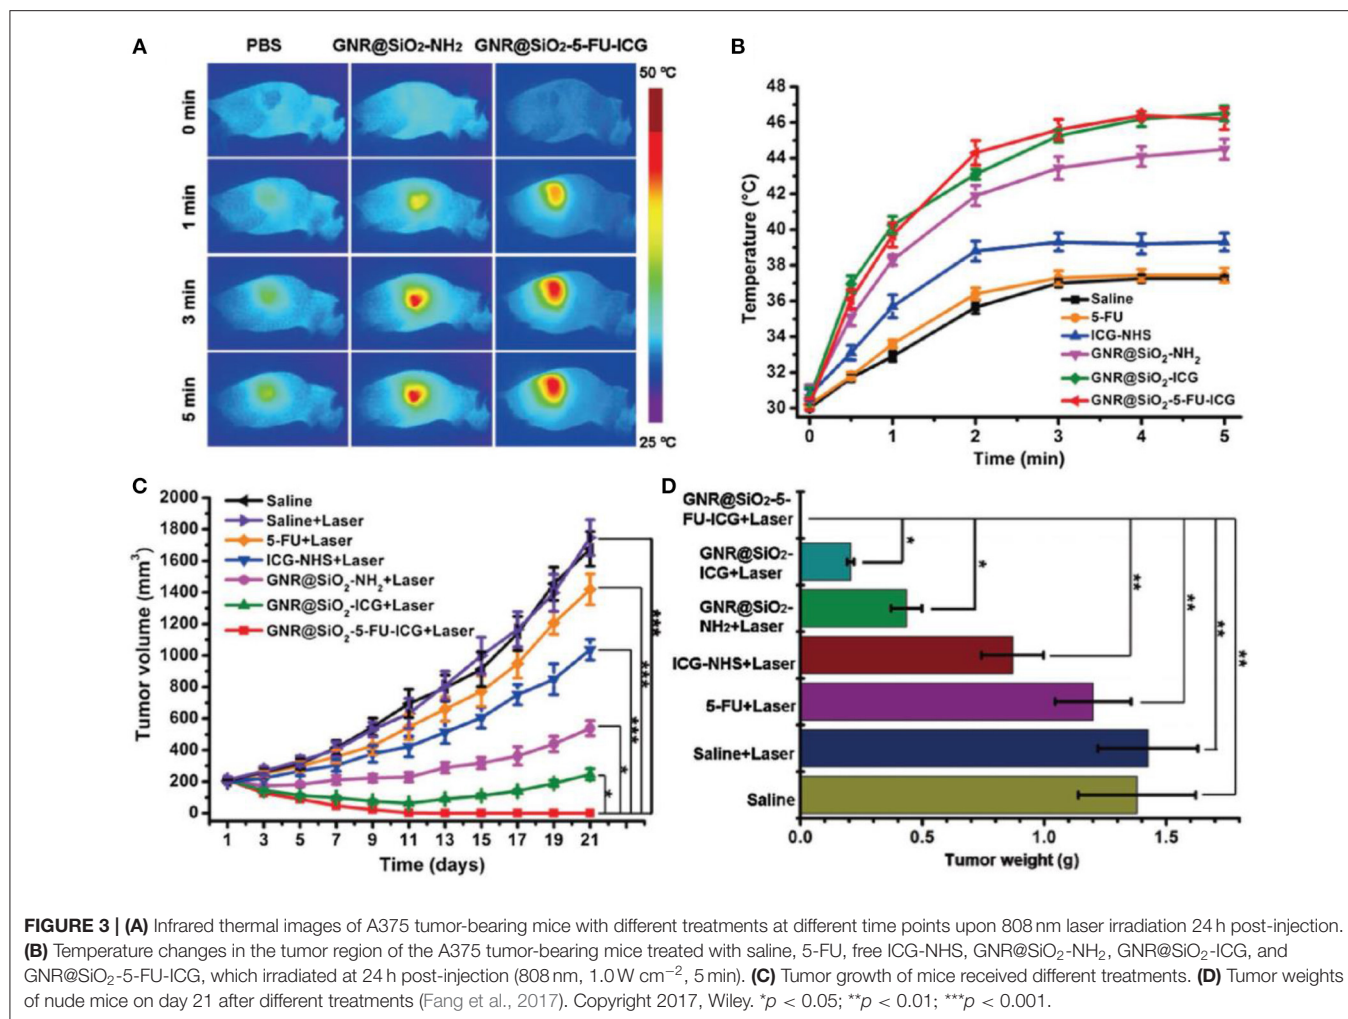 A
PBS
GNR@SiO₂-NH₂
GNR@SiO₂-5-FU-ICG
50 ºC
0 min
1 min
3 min
5 min
25 ºC
B
48
46
44
42
40
38
36
34
32
30
Temperature (°C)
Saline
5-FU
ICG-NHS
GNR@SiO₂-NH₂
GNR@SiO₂-ICG
GNR@SiO₂-5-FU-ICG
0 1 2 3 4 5
Time (min)
C
2000
1800
1600
1400
1200
1000
800
600
400
200
0
Tumor volume (mm³)
Saline
Saline+Laser
5-FU+Laser
ICG-NHS+Laser
GNR@SiO₂-NH₂+Laser
GNR@SiO₂-ICG+Laser
GNR@SiO₂-5-FU-ICG+Laser
***
***
***
*
*
1 3 5 7 9 11 13 15 17 19 21
Time (days)
D
GNR@SiO₂-5-
FU-ICG+Laser
GNR@SiO₂-
ICG+Laser
GNR@SiO₂-
NH₂+Laser
ICG-NHS+Laser
5-FU+Laser
Saline+Laser
Saline
*
*
**
**
**
**
0.0 0.5 1.0 1.5
Tumor weight (g)
FIGURE 3 | (A) Infrared thermal images of A375 tumor-bearing mice with different treatments at different time points upon 808 nm laser irradiation 24 h post-injection.
(B) Temperature changes in the tumor region of the A375 tumor-bearing mice treated with saline, 5-FU, free ICG-NHS, GNR@SiO₂-NH₂, GNR@SiO₂-ICG, and
GNR@SiO₂-5-FU-ICG, which irradiated at 24 h post-injection (808 nm, 1.0 W cm⁻², 5 min). (C) Tumor growth of mice received different treatments. (D) Tumor weights
of nude mice on day 21 after different treatments (Fang et al., 2017). Copyright 2017, Wiley. *p < 0.05; **p < 0.01; ***p < 0.001.